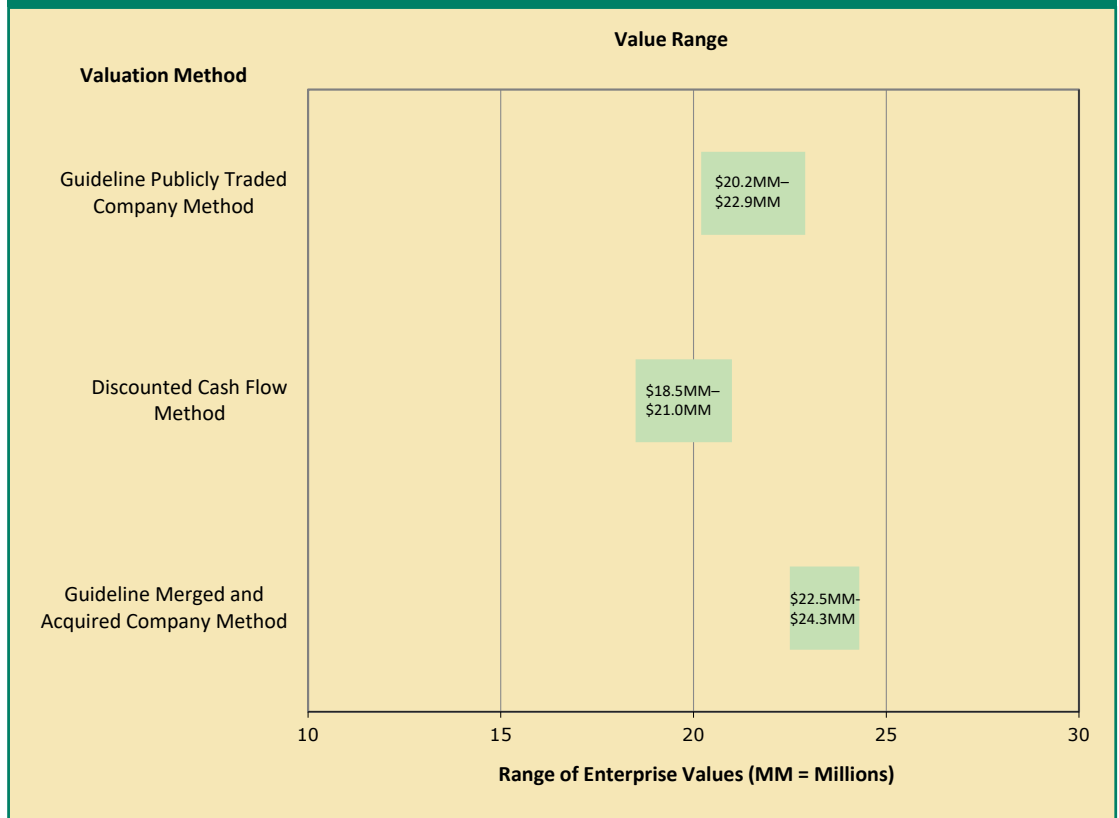 Value Range
Valuation Method
Guideline Publicly Traded
Company Method
$20.2MM–
$22.9MM
Discounted Cash Flow
Method
$18.5MM–
$21.0MM
Guideline Merged and
Acquired Company Method
$22.5MM-
$24.3MM
10 15 20 25 30
Range of Enterprise Values (MM = Millions)